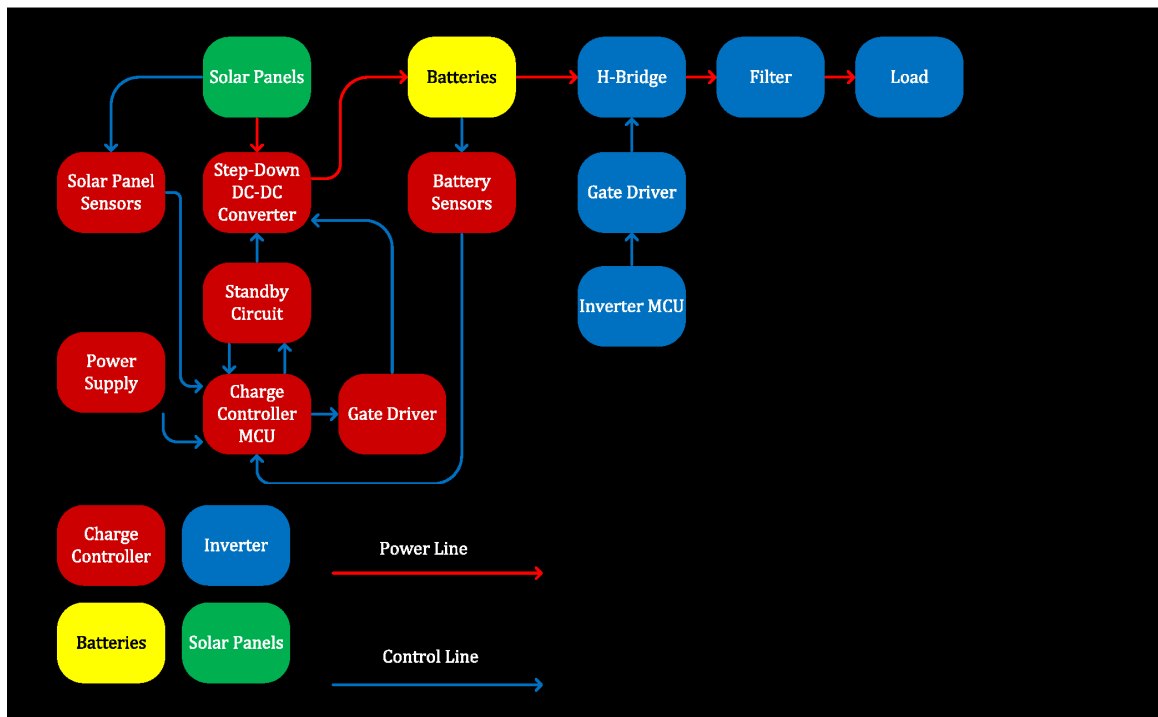 Solar Panels
Batteries
H-Bridge
Filter
Load
Solar Panel
Sensors
Step-Down
DC-DC
Converter
Battery
Sensors
Gate Driver
Standby
Circuit
Inverter MCU
Power
Supply
Charge
Controller
MCU
Gate Driver
Charge
Controller
Inverter
Power Line
Batteries
Solar Panels
Control Line